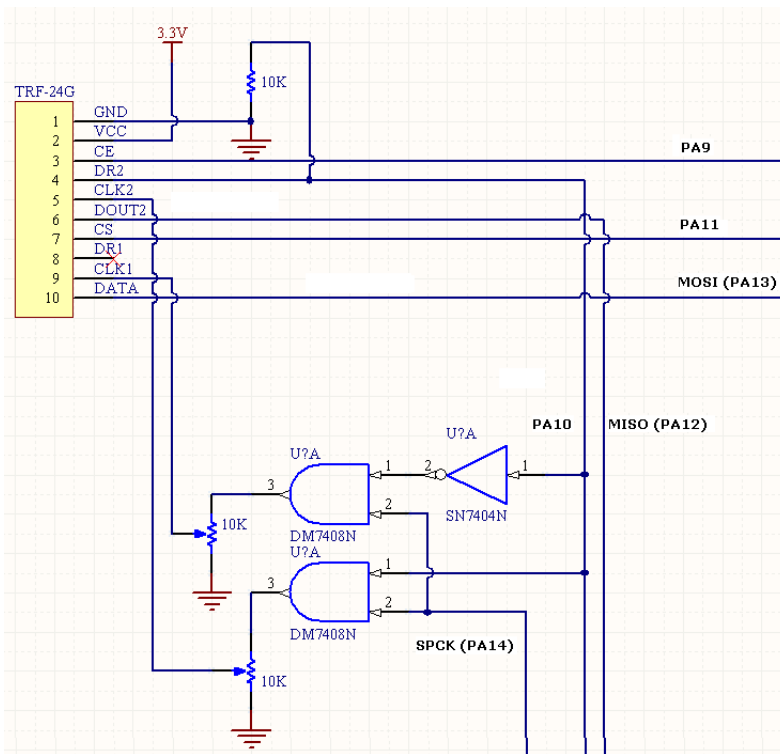 3.3V
10K
TRF-24G
1 GND
2 VCC
3 CE
PA9
4 DR2
5 CLK2
6 DOUT2
7 CS
PA11
8 DR1
9 CLK1
10 DATA
MOSI (PA13)
PA10 MISO (PA12)
U?A
U?A
1 2 1
3
2
10K
DM7408N
SN7404N
U?A
1
3
2
DM7408N
SPCK (PA14)
10K